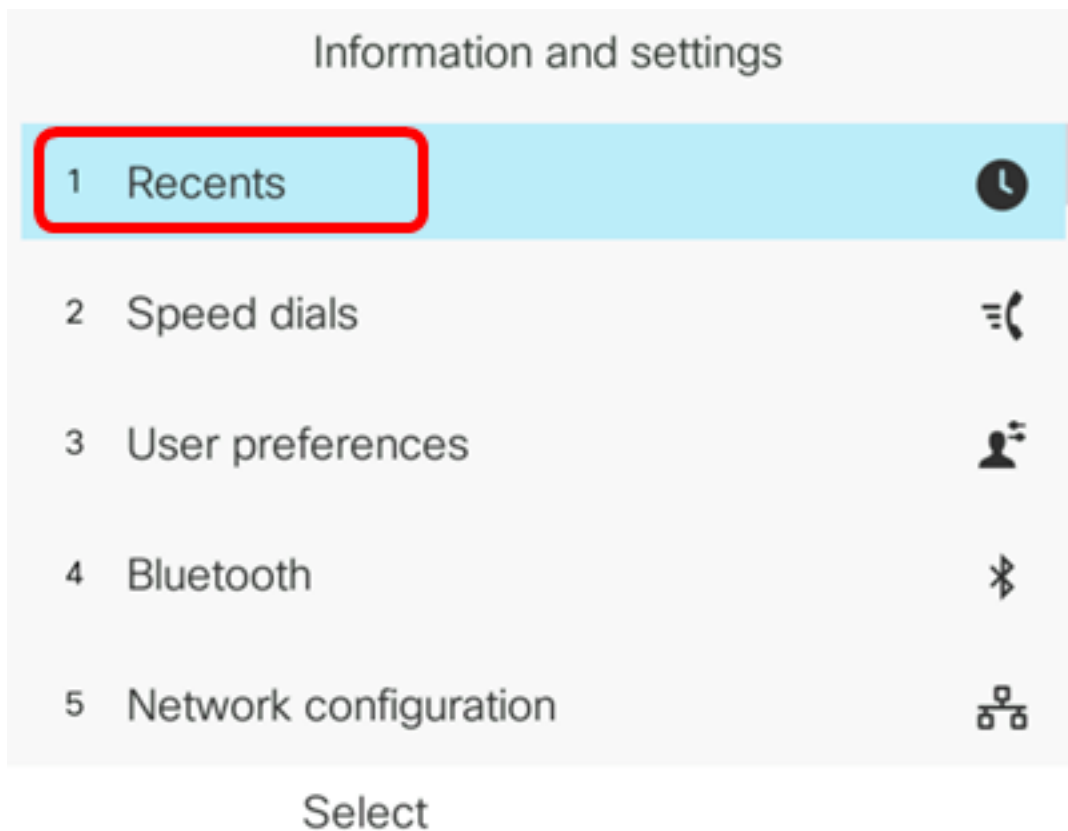 Information and settings
1 Recents
2 Speed dials
3 User preferences
4 Bluetooth
5 Network configuration
Select